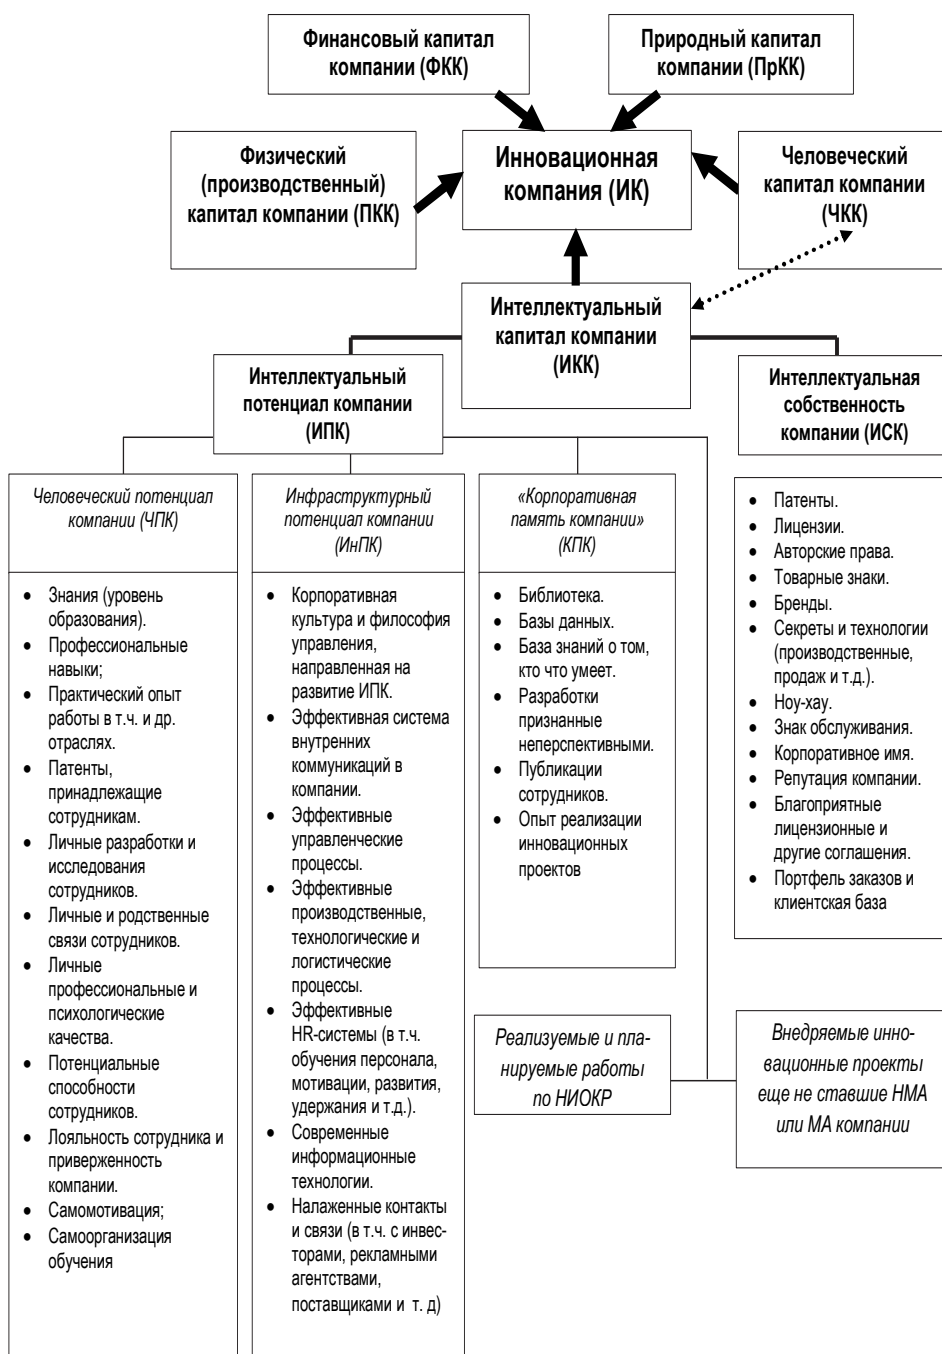 Финансовый капитал
компании (ФКК)
Природный капитал
компании (ПрКК)
Физический
(производственный)
капитал компании (ПКК)
Инновационная
компания (ИК)
Человеческий
капитал компании
(ЧКК)
Интеллектуальный
капитал компании
(ИКК)
Интеллектуальный
потенциал компании
(ИПК)
Интеллектуальная
собственность
компании (ИСК)
Человеческий потенциал
компании (ЧПК)
• Знания (уровень
образования).
• Профессиональные
навыки;
• Практический опыт
работы в т.ч. и др.
отраслях.
• Патенты,
принадлежащие
сотрудникам.
• Личные разработки и
исследования
сотрудников.
• Личные и родственные
связи сотрудников.
• Личные
профессиональные и
психологические
качества.
• Потенциальные
способности
сотрудников.
• Лояльность сотрудника и
приверженность
компании.
• Самомотивация;
• Самоорганизация
обучения
Инфраструктурный
потенциал компании
(ИнПК)
• Корпоративная
культура и философия
управления,
направленная на
развитие ИПК.
• Эффективная система
внутренних
коммуникаций в
компании.
• Эффективные
управленческие
процессы.
• Эффективные
производственные,
технологические и
логистические
процессы.
• Эффективные
HR-системы (в т.ч.
обучения персонала,
мотивации, развития,
удержания и т.д.).
• Современные
информационные
технологии.
• Налаженные контакты
и связи (в т.ч. с инвес-
торами, рекламными
агентствами,
поставщиками и т. д)
«Корпоративная
память компании»
(КПК)
• Библиотека.
• Базы данных.
• База знаний о том,
кто что умеет.
• Разработки
признанные
неперспективными.
• Публикации
сотрудников.
• Опыт реализации
инновационных
проектов
• Патенты.
• Лицензии.
• Авторские права.
• Товарные знаки.
• Бренды.
• Секреты и технологии
(производственные,
продаж и т.д.).
• Ноу-хау.
• Знак обслуживания.
• Корпоративное имя.
• Репутация компании.
• Благоприятные
лицензионные и
другие соглашения.
• Портфель заказов и
клиентская база
Реализуемые и пла-
нируемые работы
по НИОКР
Внедряемые инно-
вационные проекты
еще не ставшие НМА
или МА компании